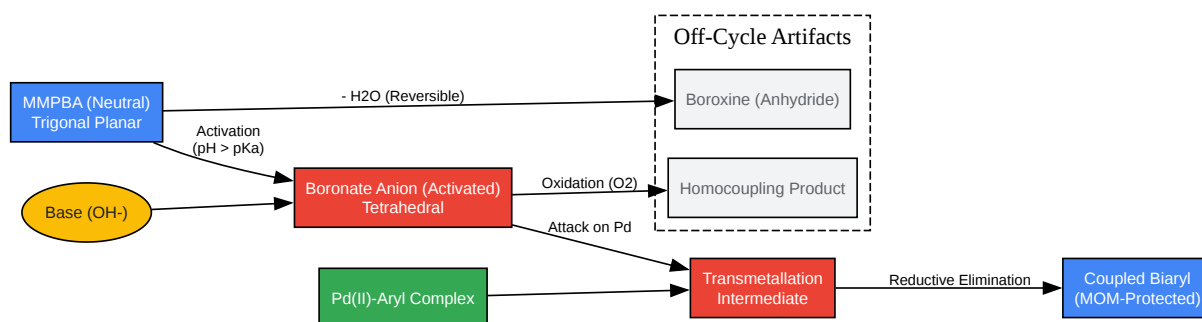 Off-Cycle Artifacts
MMPBA (Neutral)
Trigonal Planar
- H2O (Reversible)
Boroxine (Anhydride)
Activation
(pH > pKa)
Base (OH-)
Boronate Anion (Activated)
Tetrahedral
Oxidation (O2)
Homocoupling Product
Attack on Pd
Pd(II)-Aryl Complex
Transmetallation
Intermediate
Reductive Elimination
Coupled Biaryl
(MOM-Protected)